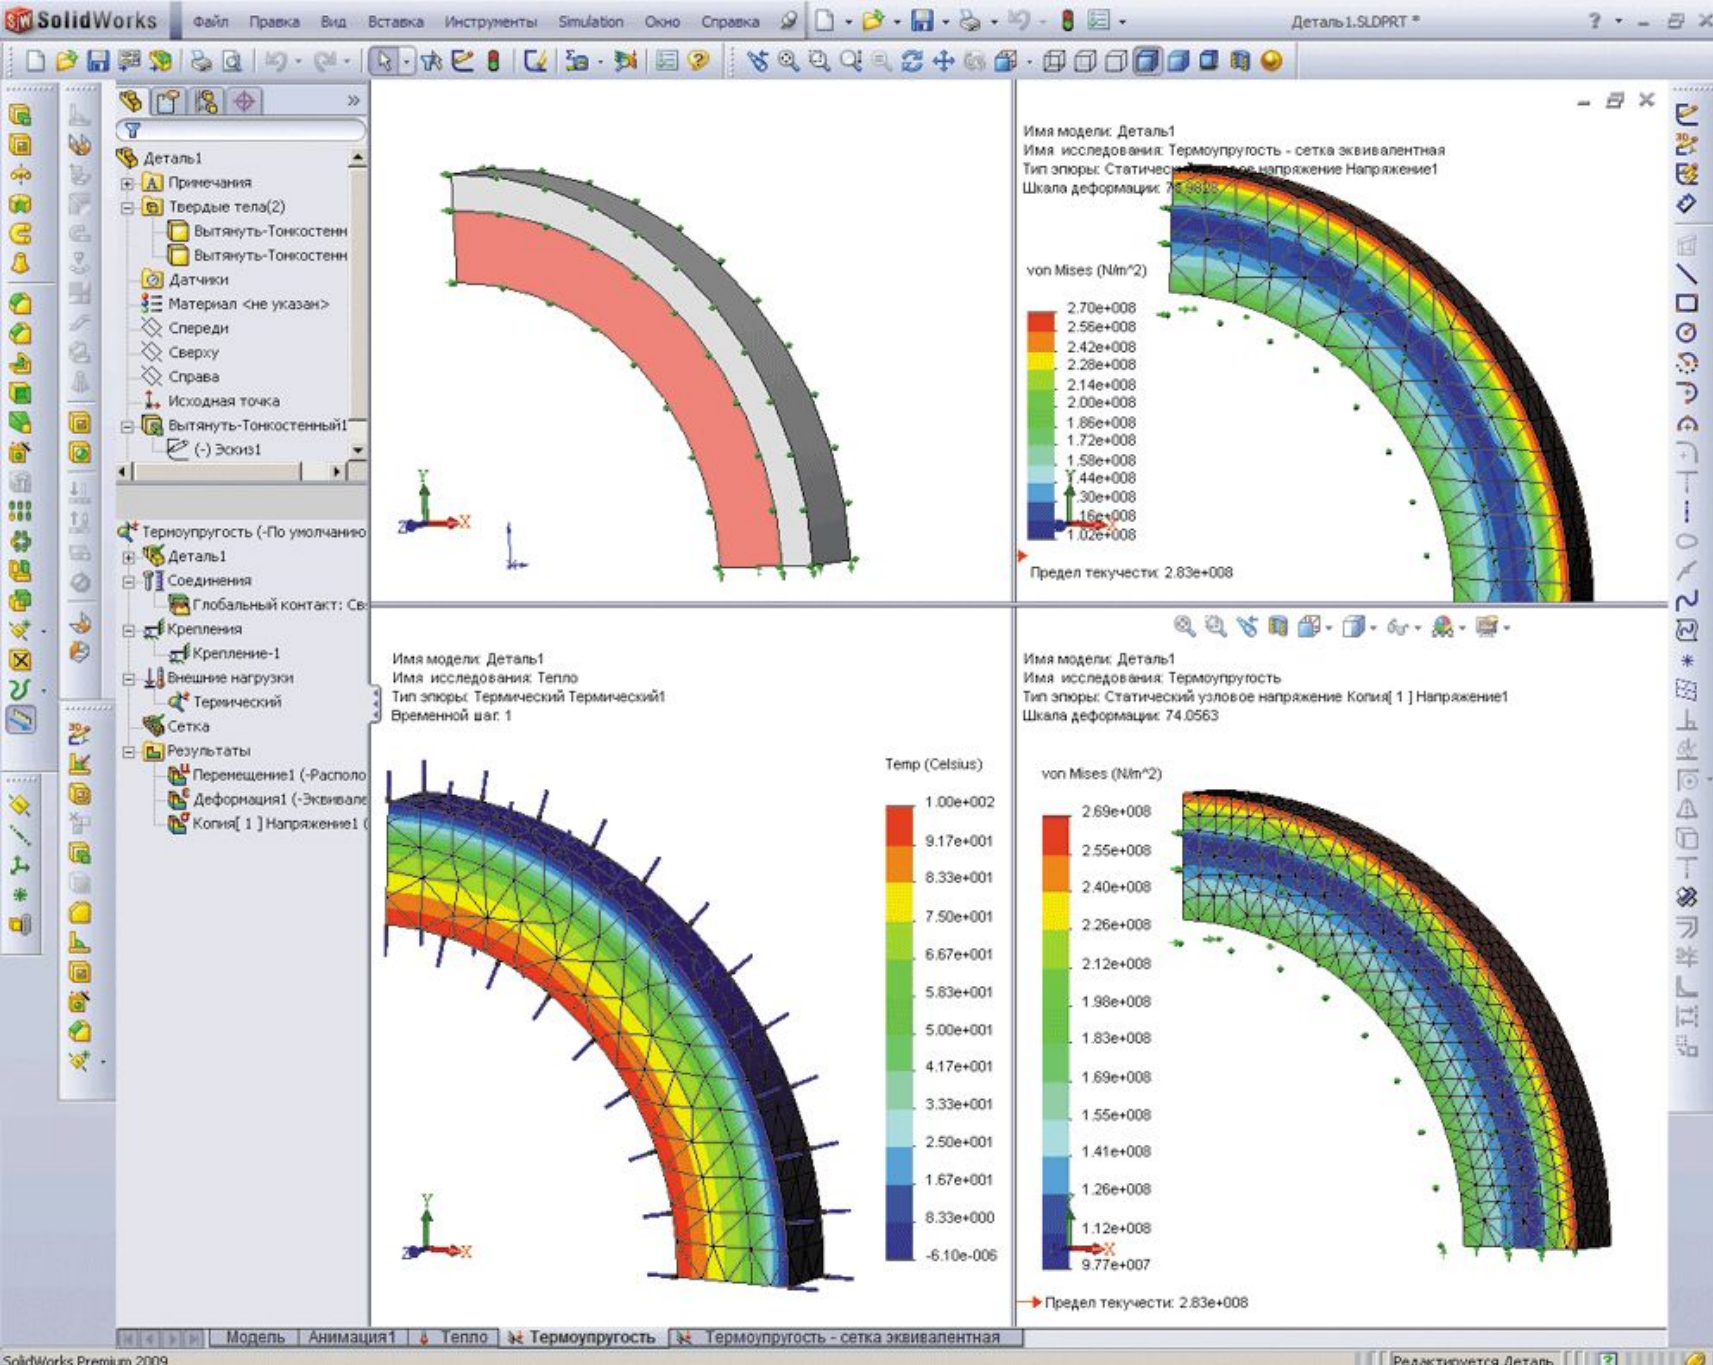 SolidWorks Файл Правка Вид Вставка Инструменты Simulation Окно Справка Деталь1.SLDPRT *
Деталь1
Примечания
Твердые тела(2)
Вытянуть-Тонкостенн
Вытянуть-Тонкостенн
Датчики
Материал <не указан>
Спереди
Сверху
Справа
Исходная точка
Вытянуть-Тонкостенный1
(-) Эскиз1
Термоупругость (-По умолчанию
Деталь1
Соединения
Глобальный контакт: Св
Крепления
Крепление-1
Внешние нагрузки
Термический
Сетка
Результаты
Перемещение1 (-Располо
Деформация1 (-Эквивале
Копия[ 1 ] Напряжение1 (
Y
Z
X
Имя модели: Деталь1
Имя исследования: Термоупругость - сетка эквивалентная
Тип эпюры: Статический узловое напряжение Напряжение1
Шкала деформации:
von Mises (N/m^2)
2.70e+008
2.56e+008
2.42e+008
2.28e+008
2.14e+008
2.00e+008
1.86e+008
1.72e+008
1.58e+008
.44e+008
.30e+008
.16e+008
1.02e+008
Предел текучести: 2.83e+008
Имя модели: Деталь1
Имя исследования: Тепло
Тип эпюры: Термический Термический1
Временной шаг: 1
Temp (Celsius)
1.00e+002
9.17e+001
8.33e+001
7.50e+001
6.67e+001
5.83e+001
5.00e+001
4.17e+001
3.33e+001
2.50e+001
1.67e+001
8.33e+000
-6.10e-006
Y
Z
X
Имя модели: Деталь1
Имя исследования: Термоупругость
Тип эпюры: Статический узловое напряжение Копия[ 1 ] Напряжение1
Шкала деформации: 74.0563
von Mises (N/m^2)
2.69e+008
2.55e+008
2.40e+008
2.26e+008
2.12e+008
1.98e+008
1.83e+008
1.69e+008
1.55e+008
1.41e+008
1.26e+008
1.12e+008
9.77e+007
X
Предел текучести: 2.83e+008
Модель Анимация1 Тепло Термоупругость Термоупругость - сетка эквивалентная
SolidWorks Premium 2009 Редактируется Деталь